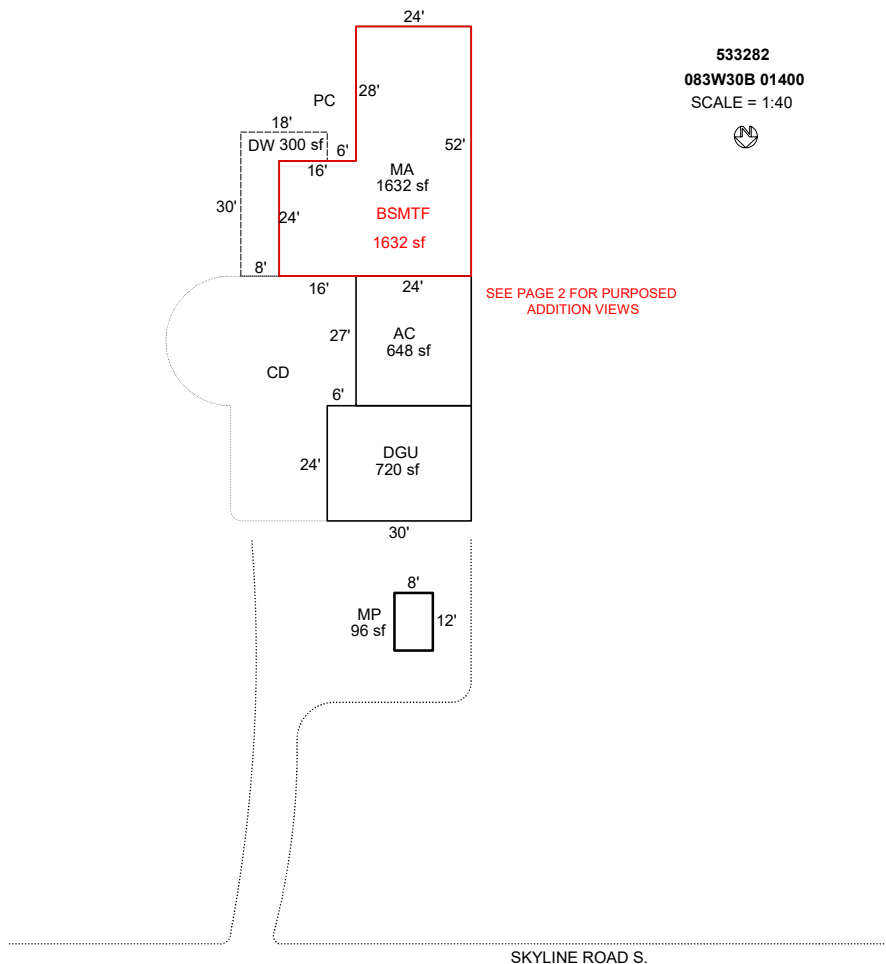 24'
533282
083W30B 01400
SCALE = 1:40
N
28'
PC
18'
DW 300 sf
6'
52'
16'
MA
1632 sf
30'
24'
BSMTF
1632 sf
8'
16'
24'
SEE PAGE 2 FOR PURPOSED
ADDITION VIEWS
27'
AC
648 sf
CD
6'
24'
DGU
720 sf
30'
8'
MP
96 sf
12'
SKYLINE ROAD S.